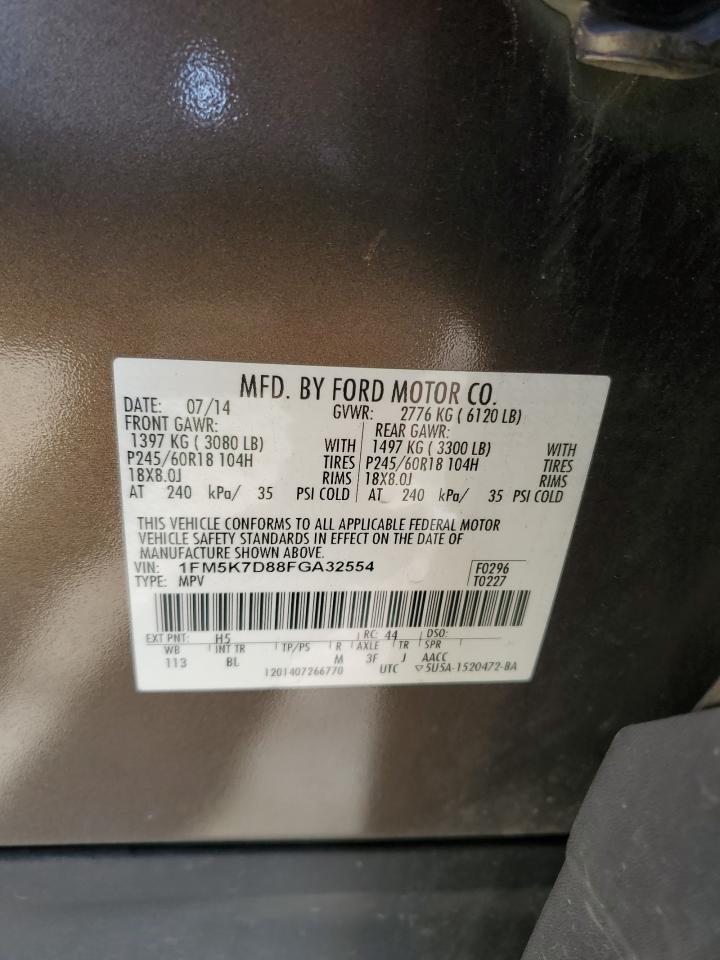 MFD. BY FORD MOTOR CO.
DATE: 07/14 GVWR: 2776 KG ( 6120 LB)
FRONT GAWR: REAR GAWR:
1397 KG ( 3080 LB) WITH 1497 KG ( 3300 LB) WITH
P245/60R18 104H TIRES P245/60R18 104H TIRES
18X8.0J RIMS 18X8.0J RIMS
AT 240 kPa/ 35 PSI COLD AT 240 kPa/ 35 PSI COLD
THIS VEHICLE CONFORMS TO ALL APPLICABLE FEDERAL MOTOR
VEHICLE SAFETY STANDARDS IN EFFECT ON THE DATE OF
MANUFACTURE SHOWN ABOVE.
VIN: 1FM5K7D88FGA32554 F0296
TYPE: MPV T0227
EXT PNT: H5 RC: 44 DSO:
WB INT TR TP/PS R AXLE TR SPR
113 BL M 3F J AACC
1201407266770 UTC ▽5U5A-1520472-BA